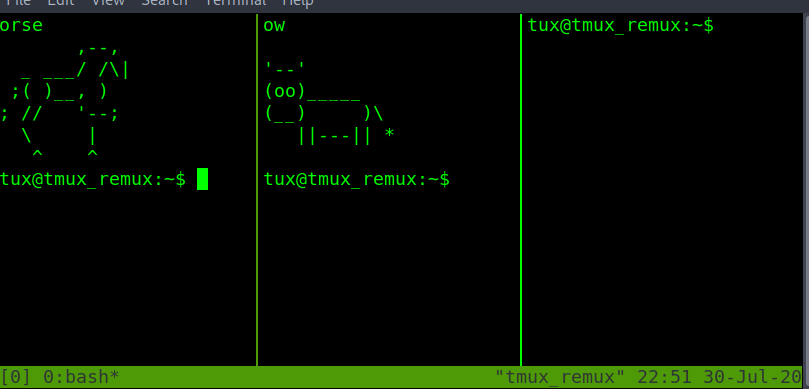 File Edit View Search Terminal Help
orse
        ,--,
  _ ___/ /\|
 ;( )__, )
; //   '--;
  \     |
   ^    ^
tux@tmux_remux:~$
ow

'--'
(oo)_____
(__)     )\
   ||---|| *

tux@tmux_remux:~$
tux@tmux_remux:~$
[0] 0:bash* "tmux_remux" 22:51 30-Jul-20